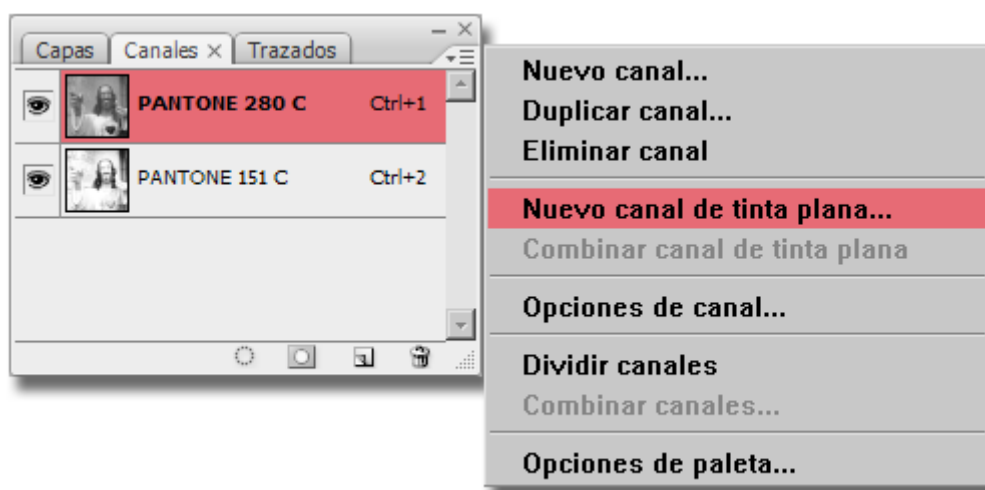 Capas Canales × Trazados
PANTONE 280 C Ctrl+1
PANTONE 151 C Ctrl+2
Nuevo canal...
Duplicar canal...
Eliminar canal
Nuevo canal de tinta plana...
Combinar canal de tinta plana
Opciones de canal...
Dividir canales
Combinar canales...
Opciones de paleta...